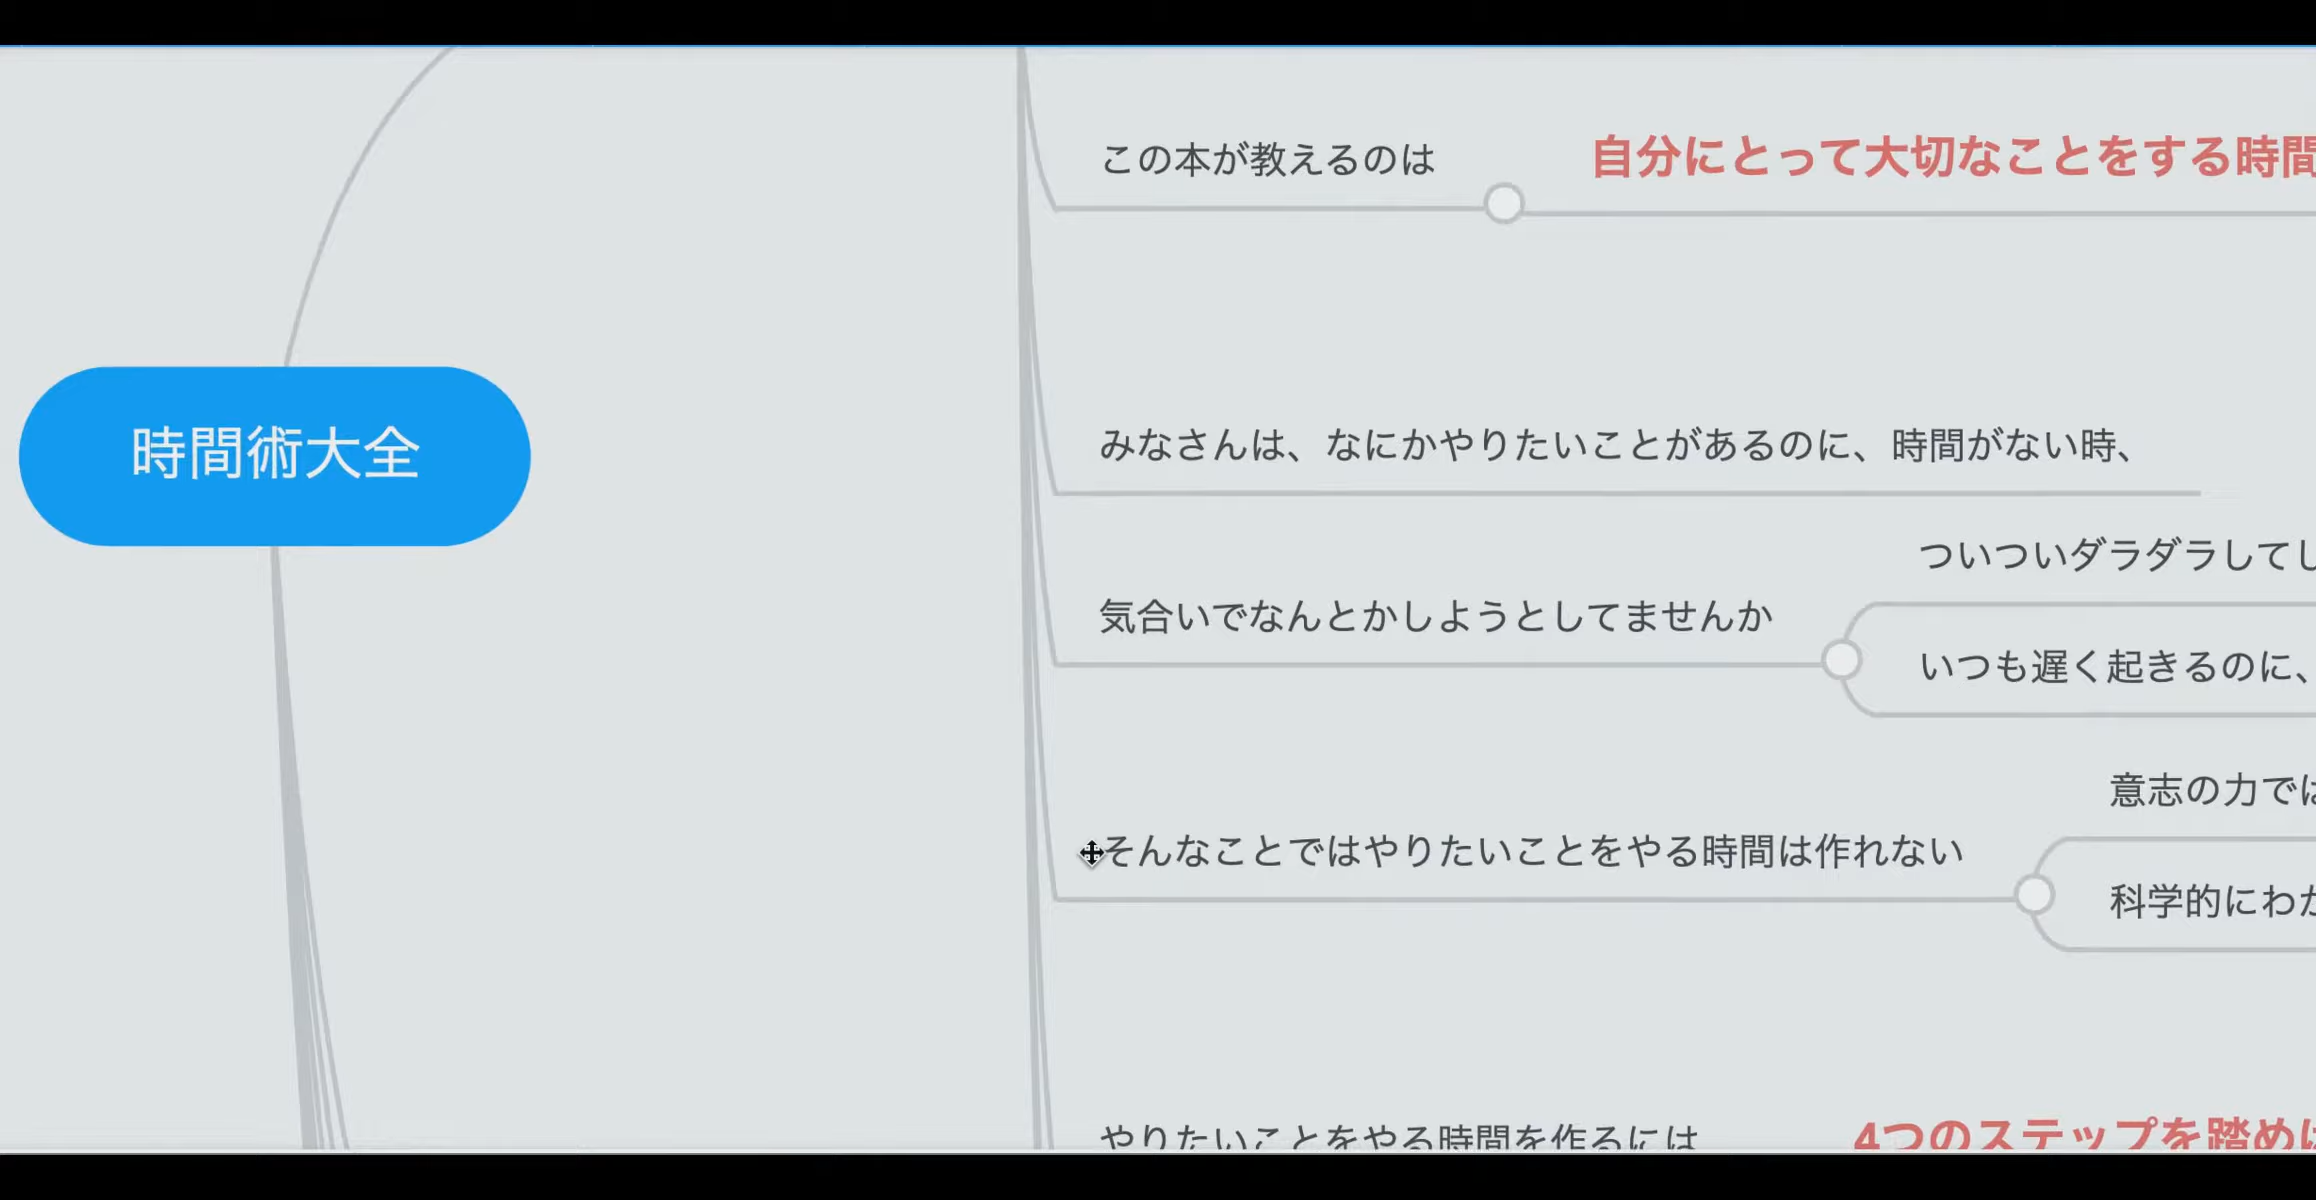 この本が教えるのは
自分にとって大切なことをする時間
時間術大全
みなさんは、なにかやりたいことがあるのに、時間がない時、
ついついダラダラしてし
気合いでなんとかしようとしてませんか
いつも遅く起きるのに、
意志の力では
そんなことではやりたいことをやる時間は作れない
科学的にわか
やりたいことをやる時間を作るには
4つのステップを踏めば